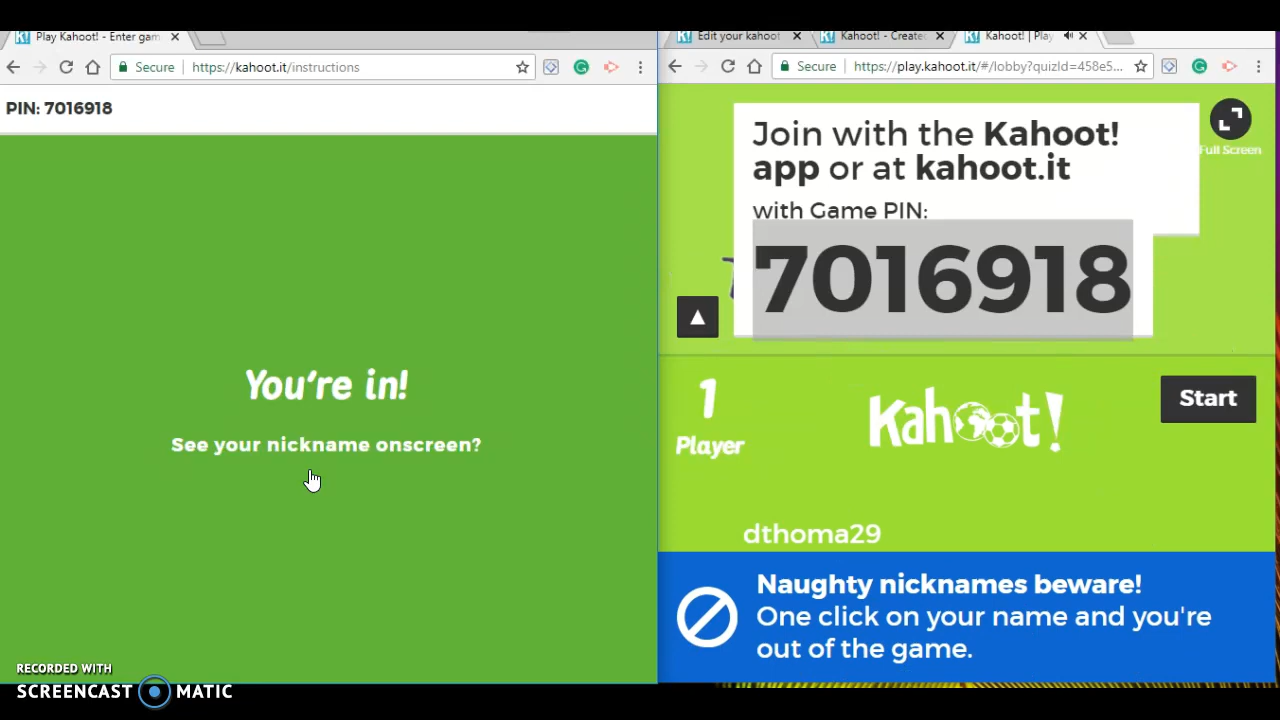 Play Kahoot! - Enter gam
Secure https://kahoot.it/instructions
PIN: 7016918
You're in!
See your nickname onscreen?
RECORDED WITH
SCREENCAST MATIC
Edit your kahoot
Kahoot! - Create
Kahoot! | Play
Secure https://play.kahoot.it/#/lobby?quizId=458e5...
Join with the Kahoot!
app or at kahoot.it
with Game PIN:
7016918
Full Screen
1
Player
Kahoot!
Start
dthoma29
Naughty nicknames beware!
One click on your name and you're
out of the game.